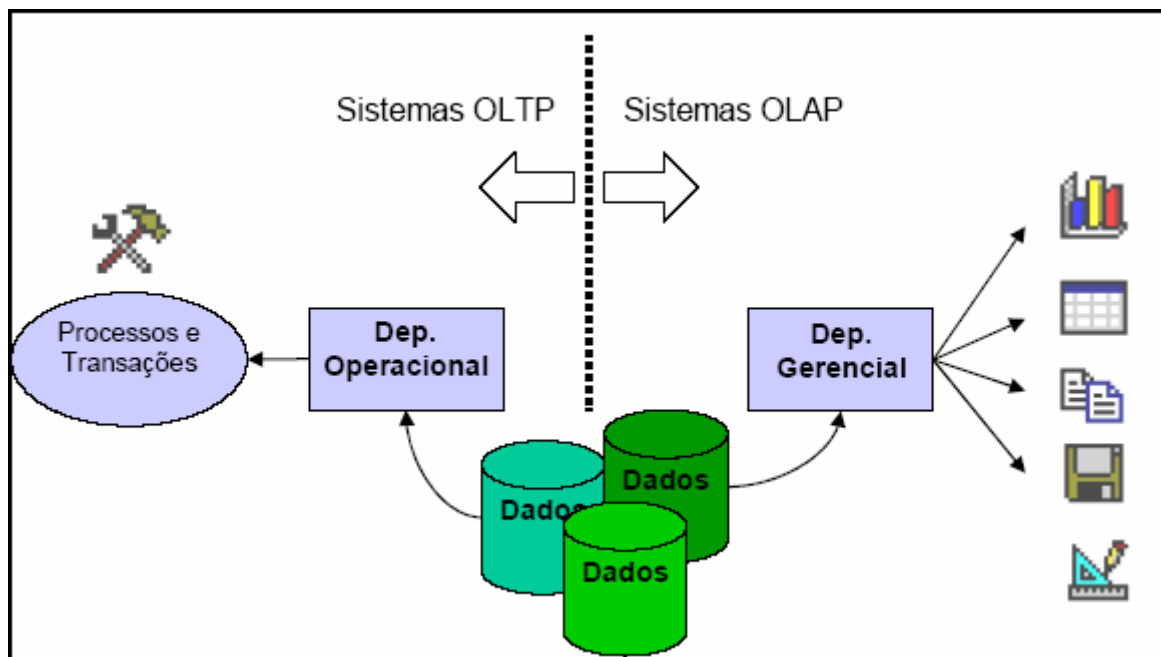 Sistemas OLTP
Sistemas OLAP
Processos e
Transações
Dep.
Operacional
Dep.
Gerencial
Dados
Dados
Dados